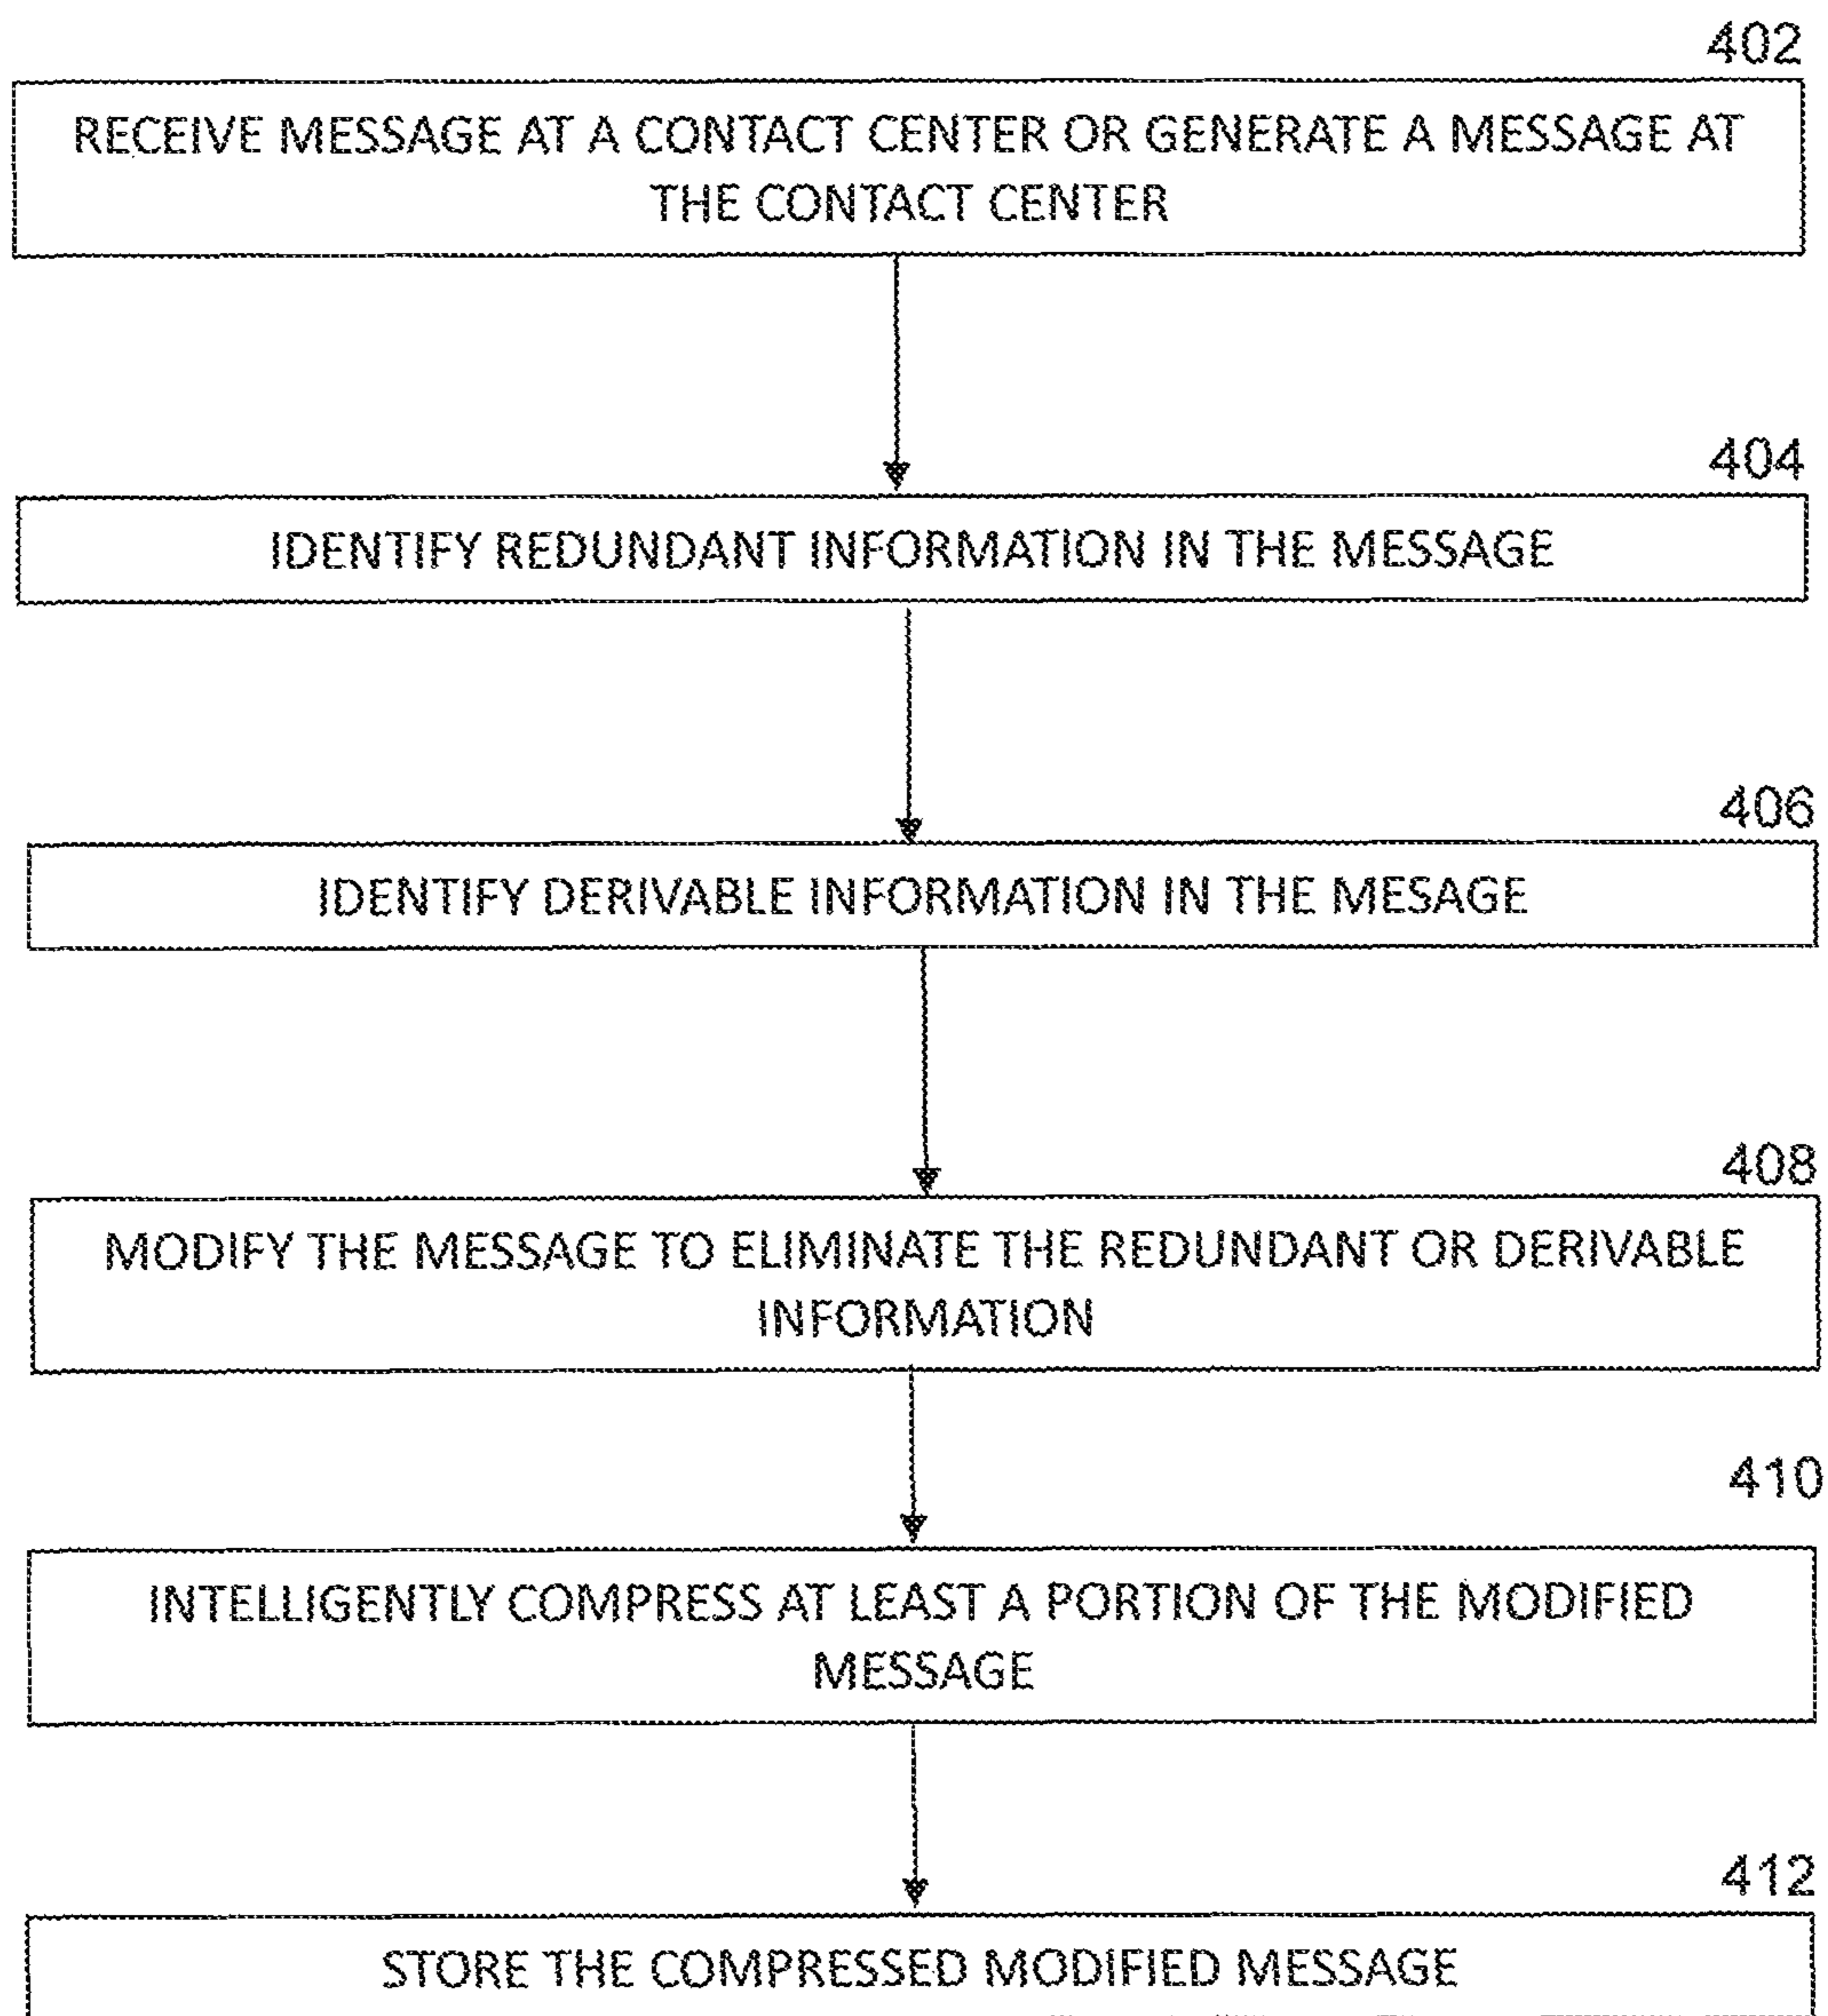 402
RECEIVE MESSAGE AT A CONTACT CENTER OR GENERATE A MESSAGE AT
THE CONTACT CENTER
404
IDENTIFY REDUNDANT INFORMATION IN THE MESSAGE
406
IDENTIFY DERIVABLE INFORMATION IN THE MESAGE
408
MODIFY THE MESSAGE TO ELIMINATE THE REDUNDANT OR DERIVABLE
INFORMATION
410
INTELLIGENTLY COMPRESS AT LEAST A PORTION OF THE MODIFIED
MESSAGE
412
STORE THE COMPRESSED MODIFIED MESSAGE